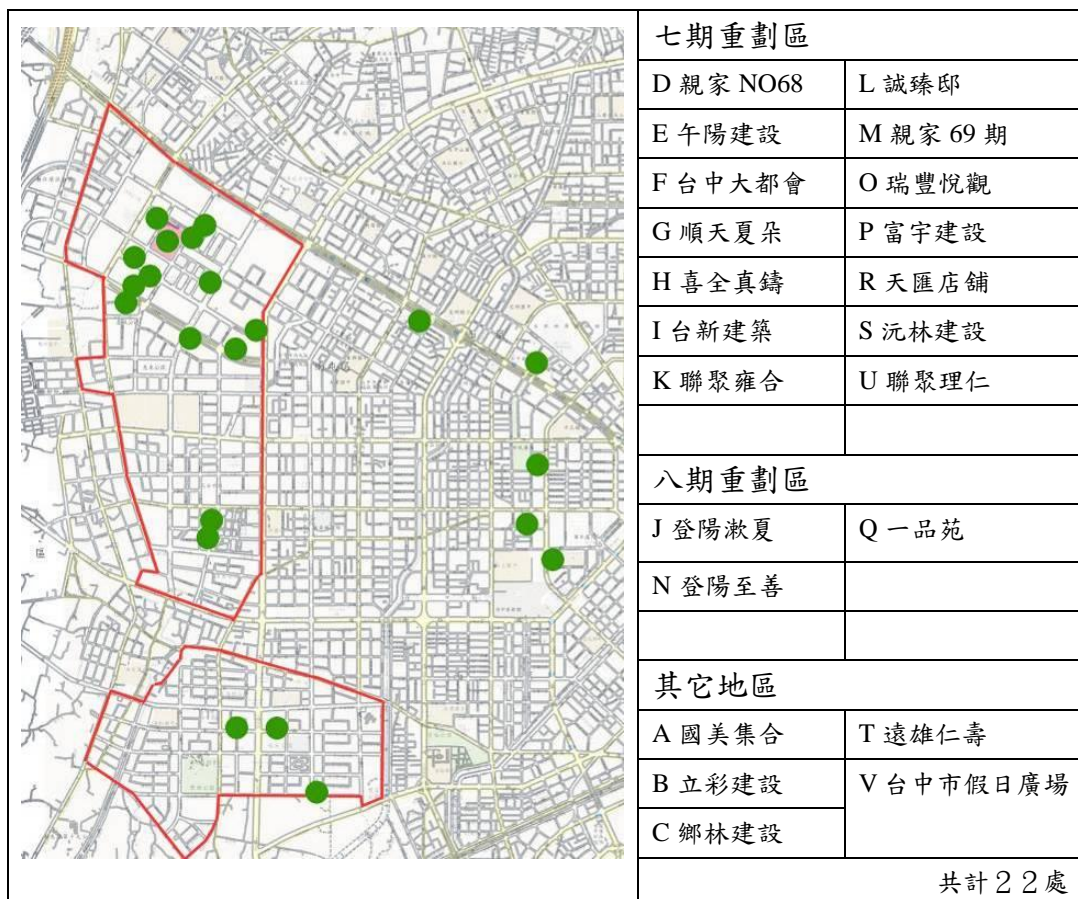 七期重劃區
D 親家 NO68 L 誠臻邸
E 午陽建設 M 親家 69 期
F 台中大都會 O 瑞豐悅觀
G 順天夏朵 P 富宇建設
H 喜全真鑄 R 天匯店舖
I 台新建築 S 沅林建設
K 聯聚雍合 U 聯聚理仁
八期重劃區
J 登陽漱夏 Q 一品苑
N 登陽至善
其它地區
A 國美集合 T 遠雄仁壽
B 立彩建設 V 台中市假日廣場
C 鄉林建設
共計２２處
區